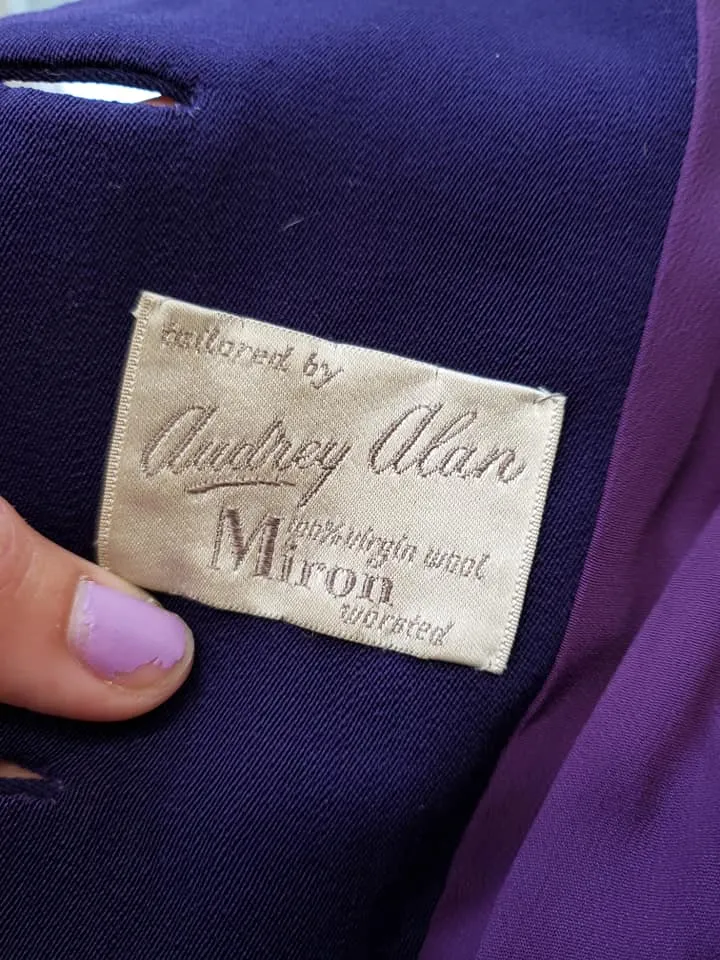 tailored by
Audrey Alan
100% virgin wool
Miron
worsted